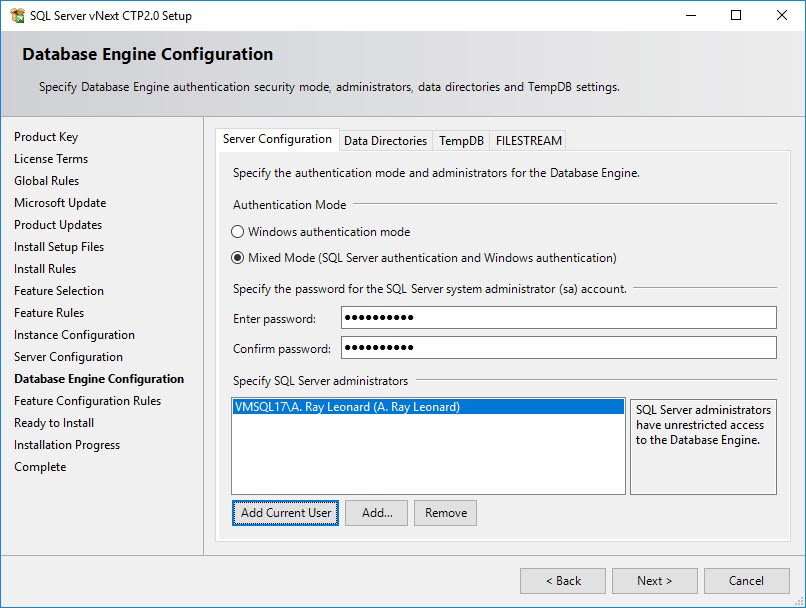 SQL Server vNext CTP2.0 Setup
Database Engine Configuration
Specify Database Engine authentication security mode, administrators, data directories and TempDB settings.
Product Key
License Terms
Global Rules
Microsoft Update
Product Updates
Install Setup Files
Install Rules
Feature Selection
Feature Rules
Instance Configuration
Server Configuration
Database Engine Configuration
Feature Configuration Rules
Ready to Install
Installation Progress
Complete
Server Configuration Data Directories TempDB FILESTREAM
Specify the authentication mode and administrators for the Database Engine.
Authentication Mode
Windows authentication mode
Mixed Mode (SQL Server authentication and Windows authentication)
Specify the password for the SQL Server system administrator (sa) account.
Enter password: ●●●●●●●●●●
Confirm password: ●●●●●●●●●●
Specify SQL Server administrators
VMSQL17\A. Ray Leonard (A. Ray Leonard)
SQL Server administrators
have unrestricted access
to the Database Engine.
Add Current User Add... Remove
< Back Next > Cancel